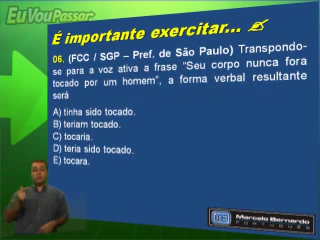 EuVouPassar
É importante exercitar...
06. (FCC / SGP – Pref. de São Paulo) Transpondo-
se para a voz ativa a frase "Seu corpo nunca fora
tocado por um homem", a forma verbal resultante
será
A) tinha sido tocado.
B) teriam tocado.
C) tocaria.
D) teria sido tocado.
E) tocara.
Marcelo Bernardo
PORTUGUÊS